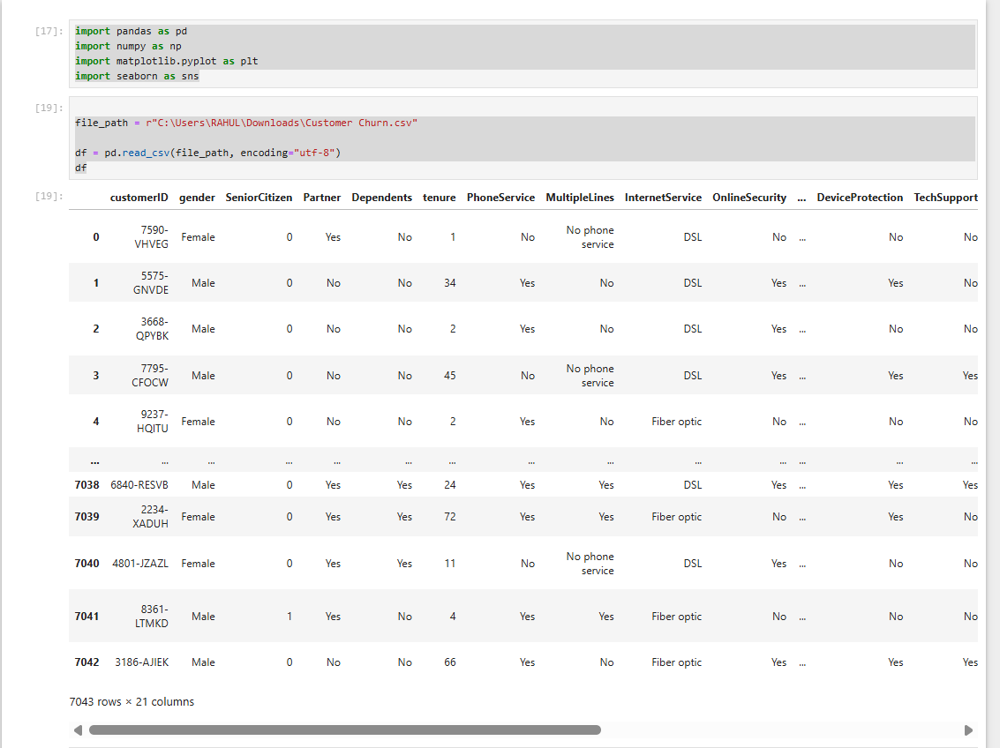 [17]: import pandas as pd
import numpy as np
import matplotlib.pyplot as plt
import seaborn as sns
[19]:
file_path = r"C:\Users\RAHUL\Downloads\Customer Churn.csv"
df = pd.read_csv(file_path, encoding="utf-8")
df
[19]: customerID gender SeniorCitizen Partner Dependents tenure PhoneService MultipleLines InternetService OnlineSecurity ... DeviceProtection TechSupport
0 7590-VHVEG Female 0 Yes No 1 No No phone service DSL No ... No No
1 5575-GNVDE Male 0 No No 34 Yes No DSL Yes ... Yes No
2 3668-QPYBK Male 0 No No 2 Yes No DSL Yes ... No No
3 7795-CFOCW Male 0 No No 45 No No phone service DSL Yes ... Yes Yes
4 9237-HQITU Female 0 No No 2 Yes No Fiber optic No ... No No
... ... ... ... ... ... ... ... ... ... ... ... ... ...
7038 6840-RESVB Male 0 Yes Yes 24 Yes Yes DSL Yes ... Yes Yes
7039 2234-XADUH Female 0 Yes Yes 72 Yes Yes Fiber optic No ... Yes No
7040 4801-JZAZL Female 0 Yes Yes 11 No No phone service DSL Yes ... No No
7041 8361-LTMKD Male 1 Yes No 4 Yes Yes Fiber optic No ... No No
7042 3186-AJIEK Male 0 No No 66 Yes No Fiber optic Yes ... Yes Yes
7043 rows × 21 columns